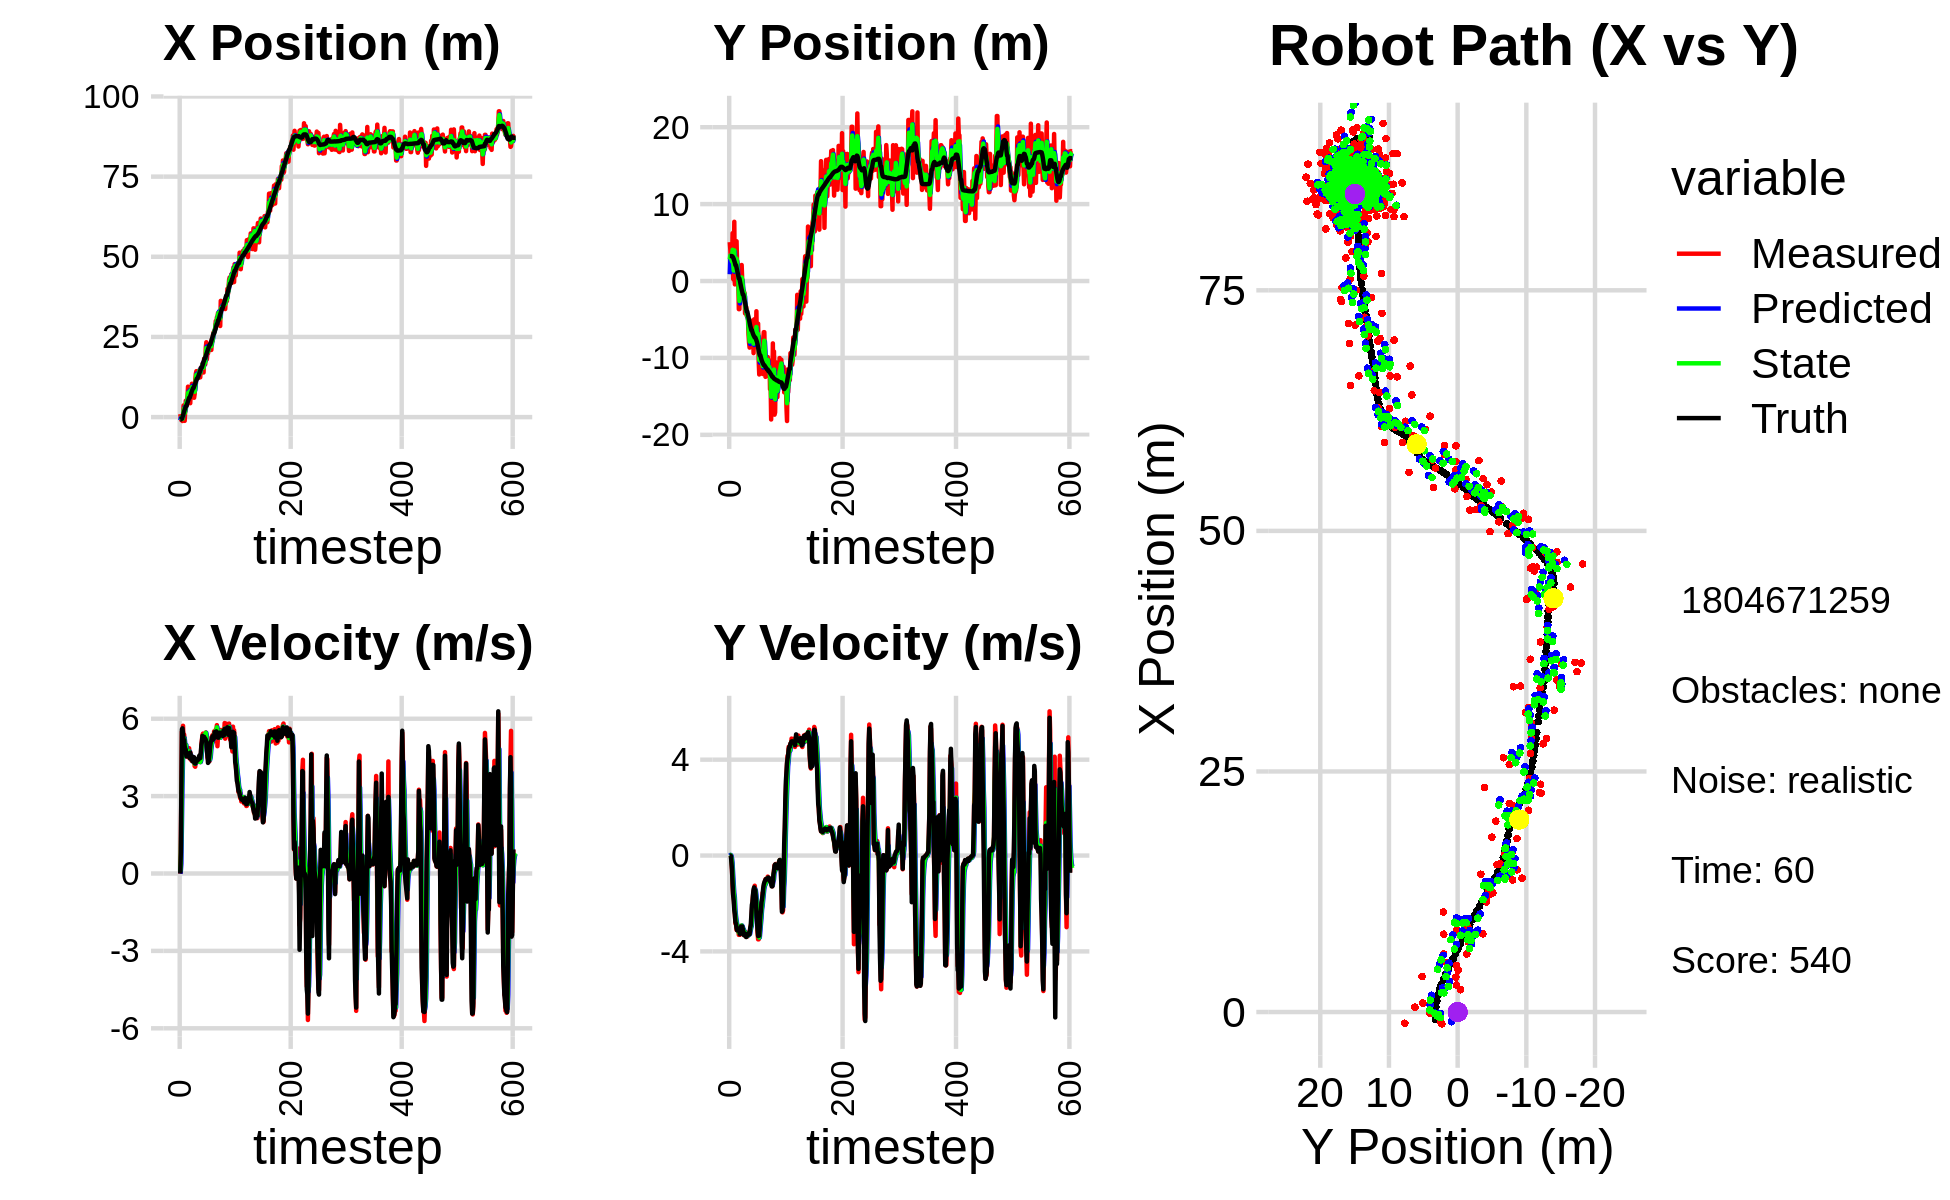 X Position (m)
100
75
50
25
0
0
200
400
600
timestep
Y Position (m)
20
10
0
-10
-20
0
200
400
600
timestep
X Velocity (m/s)
6
3
0
-3
-6
0
200
400
600
timestep
Y Velocity (m/s)
4
0
-4
0
200
400
600
timestep
Robot Path (X vs Y)
X Position (m)
75
50
25
0
20 10 0 -10 -20
Y Position (m)
variable
Measured
Predicted
State
Truth
1804671259
Obstacles: none
Noise: realistic
Time: 60
Score: 540